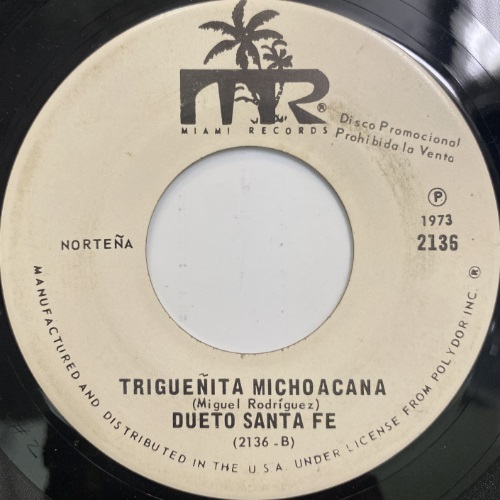 MR®
MIAMI RECORDS
Disco Promocional
Prohibida la Venta
Ⓟ
1973
2136
NORTEÑA
TRIGUEÑITA MICHOACANA
(Miguel Rodríguez)
DUETO SANTA FE
(2136-B)
MANUFACTURED AND DISTRIBUTED IN THE U.S.A. UNDER LICENSE FROM POLYDOR INC.®